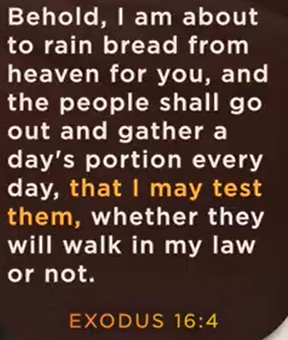 Behold, I am about
to rain bread from
heaven for you, and
the people shall go
out and gather a
day's portion every
day, that I may test
them, whether they
will walk in my law
or not.
EXODUS 16:4